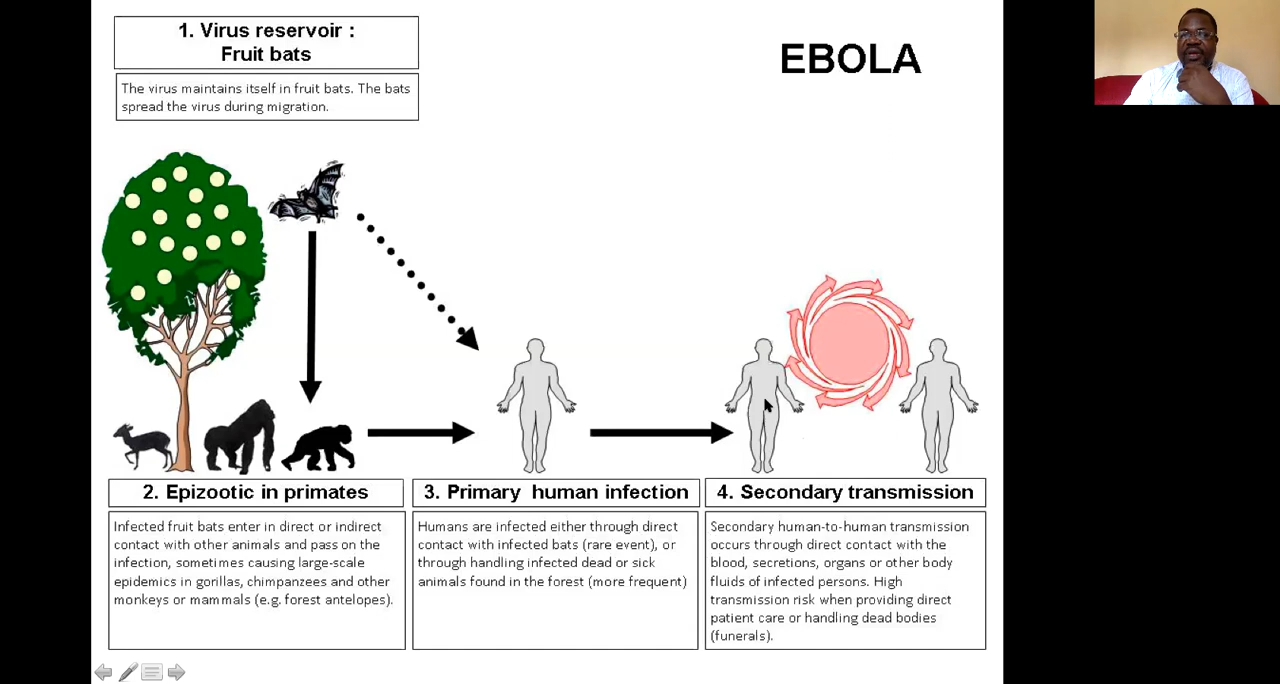 1. Virus reservoir :
Fruit bats
EBOLA
The virus maintains itself in fruit bats. The bats
spread the virus during migration.
2. Epizootic in primates
Infected fruit bats enter in direct or indirect
contact with other animals and pass on the
infection, sometimes causing large-scale
epidemics in gorillas, chimpanzees and other
monkeys or mammals (e.g. forest antelopes).
3. Primary human infection
Humans are infected either through direct
contact with infected bats (rare event), or
through handling infected dead or sick
animals found in the forest (more frequent)
4. Secondary transmission
Secondary human-to-human transmission
occurs through direct contact with the
blood, secretions, organs or other body
fluids of infected persons. High
transmission risk when providing direct
patient care or handling dead bodies
(funerals).